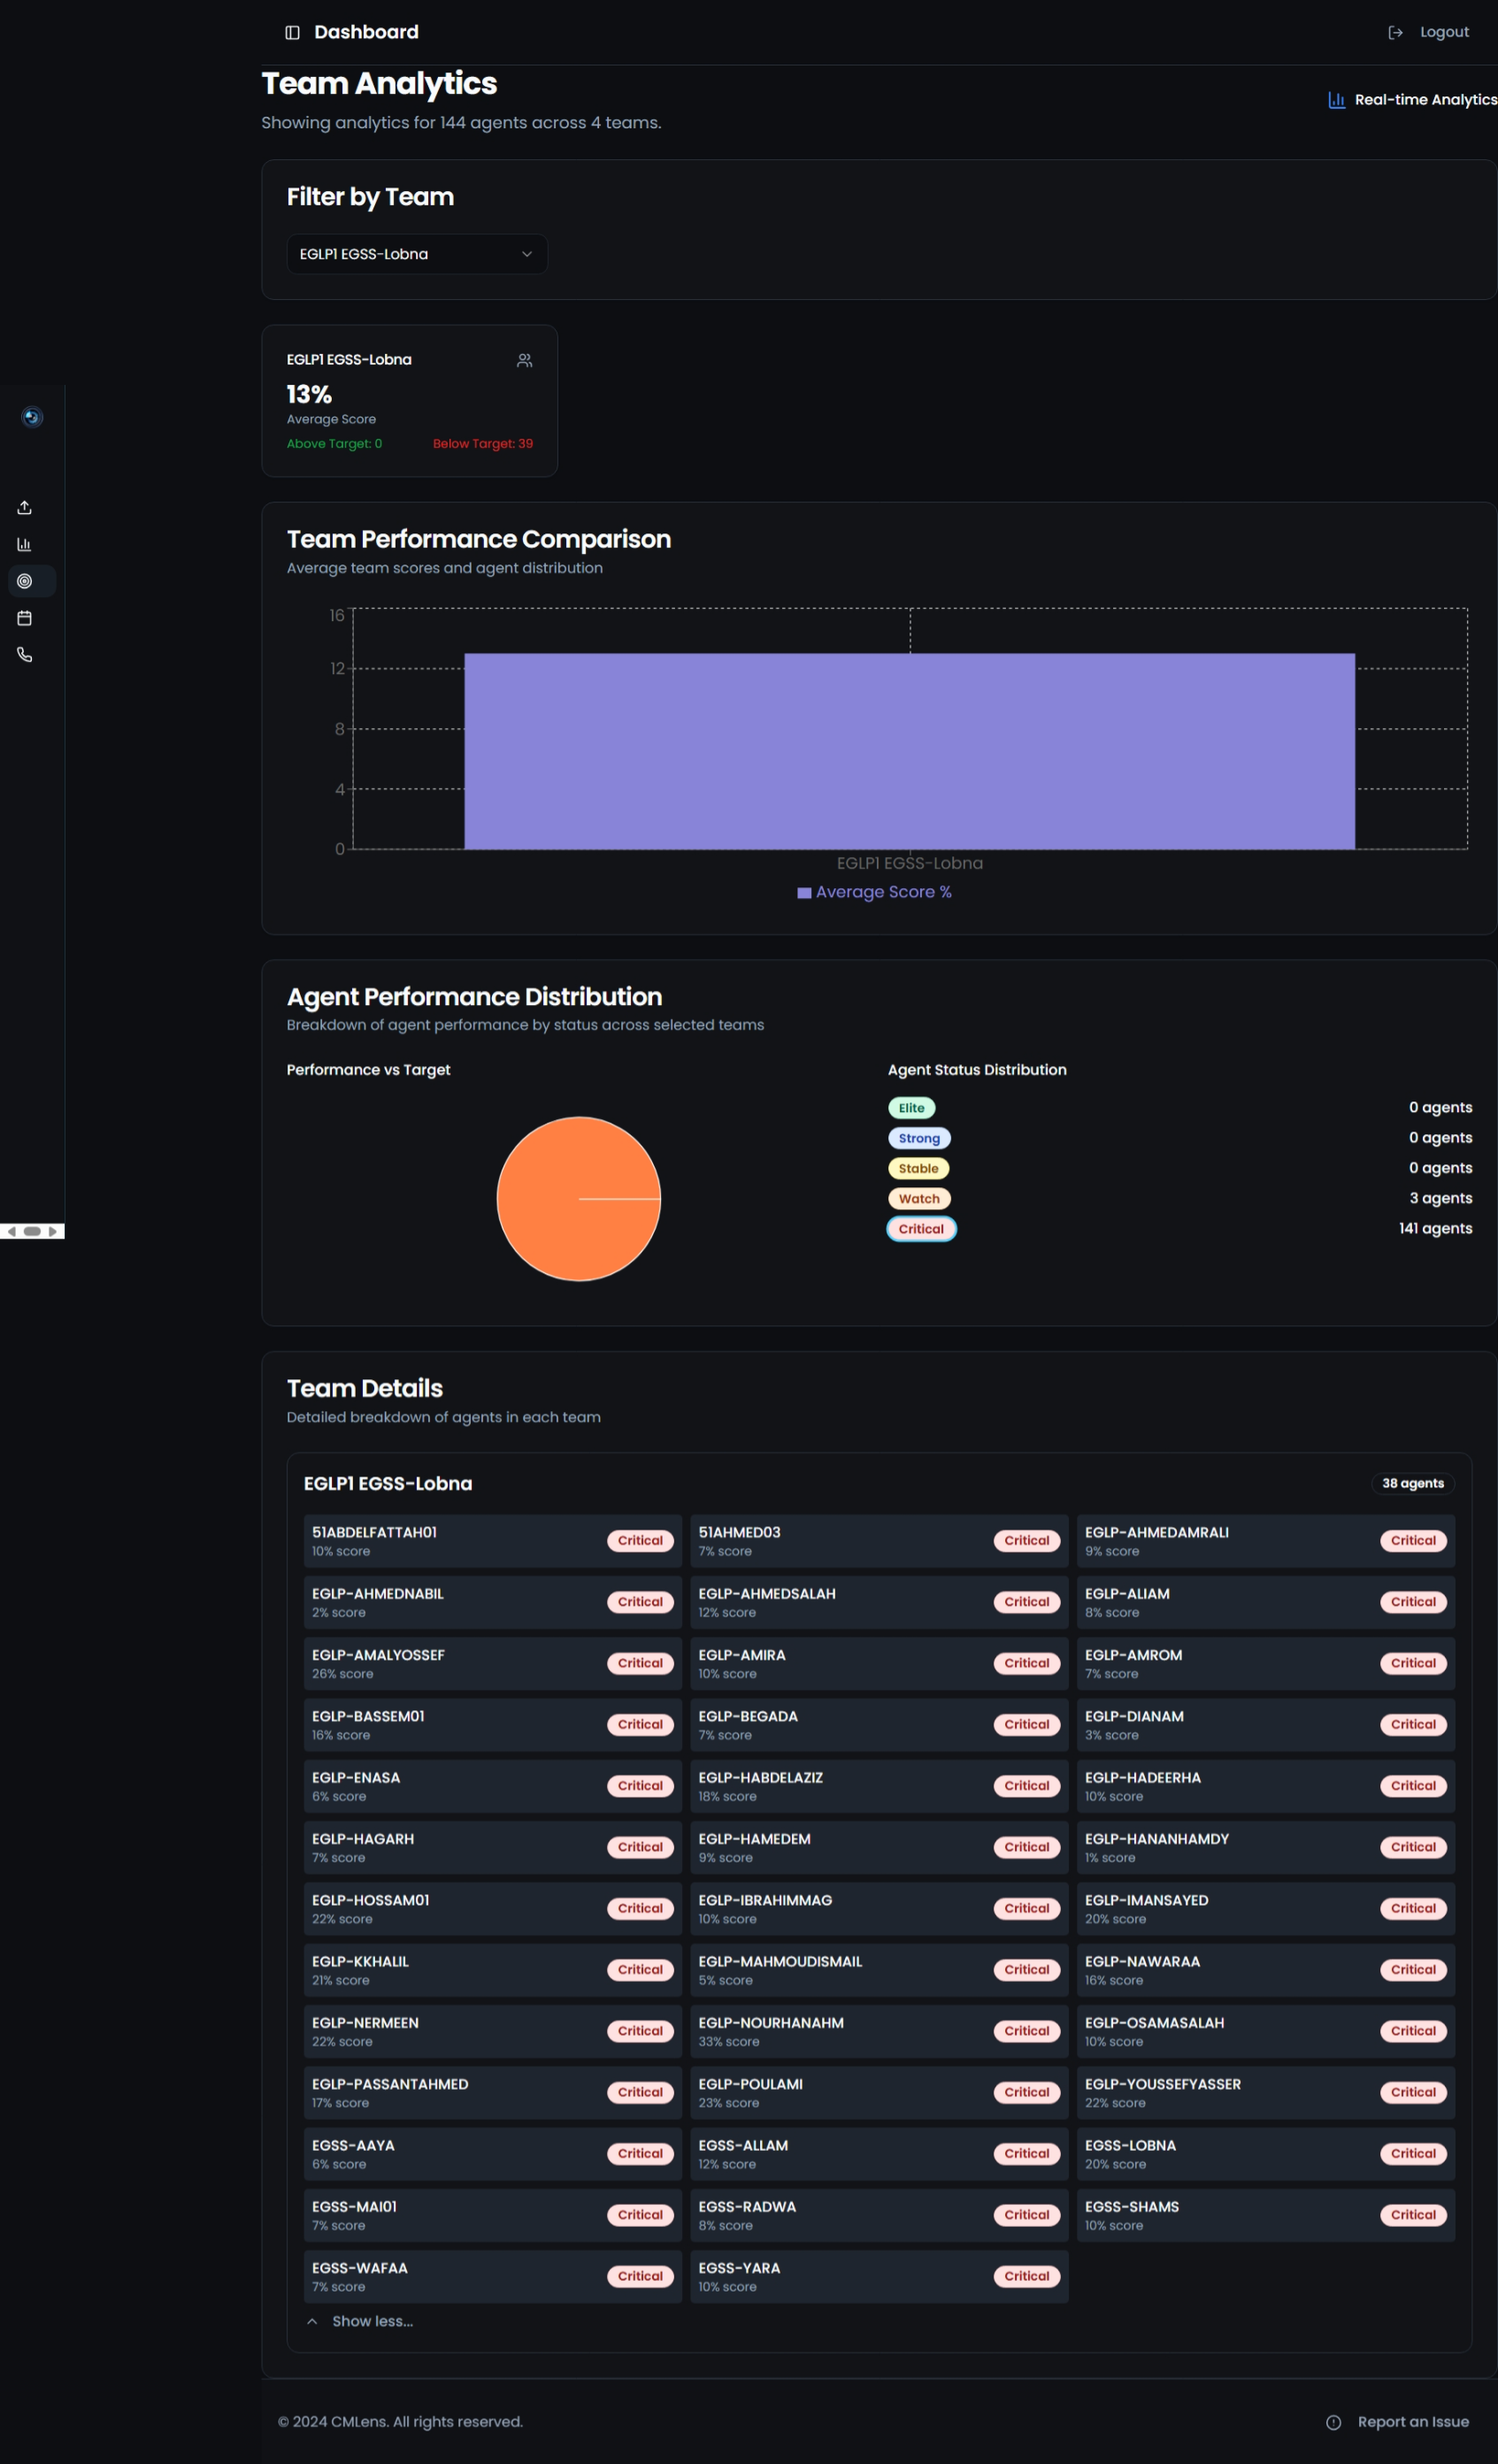 Dashboard
Logout
Team Analytics
Showing analytics for 144 agents across 4 teams.
Real-time Analytics
Filter by Team
EGLP1 EGSS-Lobna
EGLP1 EGSS-Lobna
13%
Average Score
Above Target: 0
Below Target: 39
Team Performance Comparison
Average team scores and agent distribution
16
12
8
4
0
EGLP1 EGSS-Lobna
Average Score %
Agent Performance Distribution
Breakdown of agent performance by status across selected teams
Performance vs Target
Agent Status Distribution
Elite
0 agents
Strong
0 agents
Stable
0 agents
Watch
3 agents
Critical
141 agents
Team Details
Detailed breakdown of agents in each team
EGLP1 EGSS-Lobna
38 agents
51ABDELFATTAH01
10% score
Critical
51AHMED03
7% score
Critical
EGLP-AHMEDAMRALI
9% score
Critical
EGLP-AHMEDNABIL
2% score
Critical
EGLP-AHMEDSALAH
12% score
Critical
EGLP-ALIAM
8% score
Critical
EGLP-AMALYOSSEF
26% score
Critical
EGLP-AMIRA
10% score
Critical
EGLP-AMROM
7% score
Critical
EGLP-BASSEM01
16% score
Critical
EGLP-BEGADA
7% score
Critical
EGLP-DIANAM
3% score
Critical
EGLP-ENASA
6% score
Critical
EGLP-HABDELAZIZ
18% score
Critical
EGLP-HADEERHA
10% score
Critical
EGLP-HAGARH
7% score
Critical
EGLP-HAMEDEM
9% score
Critical
EGLP-HANANHAMDY
1% score
Critical
EGLP-HOSSAM01
22% score
Critical
EGLP-IBRAHIMMAG
10% score
Critical
EGLP-IMANSAYED
20% score
Critical
EGLP-KKHALIL
21% score
Critical
EGLP-MAHMOUDISMAIL
5% score
Critical
EGLP-NAWARAA
16% score
Critical
EGLP-NERMEEN
22% score
Critical
EGLP-NOURHANAHM
33% score
Critical
EGLP-OSAMASALAH
10% score
Critical
EGLP-PASSANTAHMED
17% score
Critical
EGLP-POULAMI
23% score
Critical
EGLP-YOUSSEFYASSER
22% score
Critical
EGSS-AAYA
6% score
Critical
EGSS-ALLAM
12% score
Critical
EGSS-LOBNA
20% score
Critical
EGSS-MAI01
7% score
Critical
EGSS-RADWA
8% score
Critical
EGSS-SHAMS
10% score
Critical
EGSS-WAFAA
7% score
Critical
EGSS-YARA
10% score
Critical
Show less...
© 2024 CMLens. All rights reserved.
Report an Issue